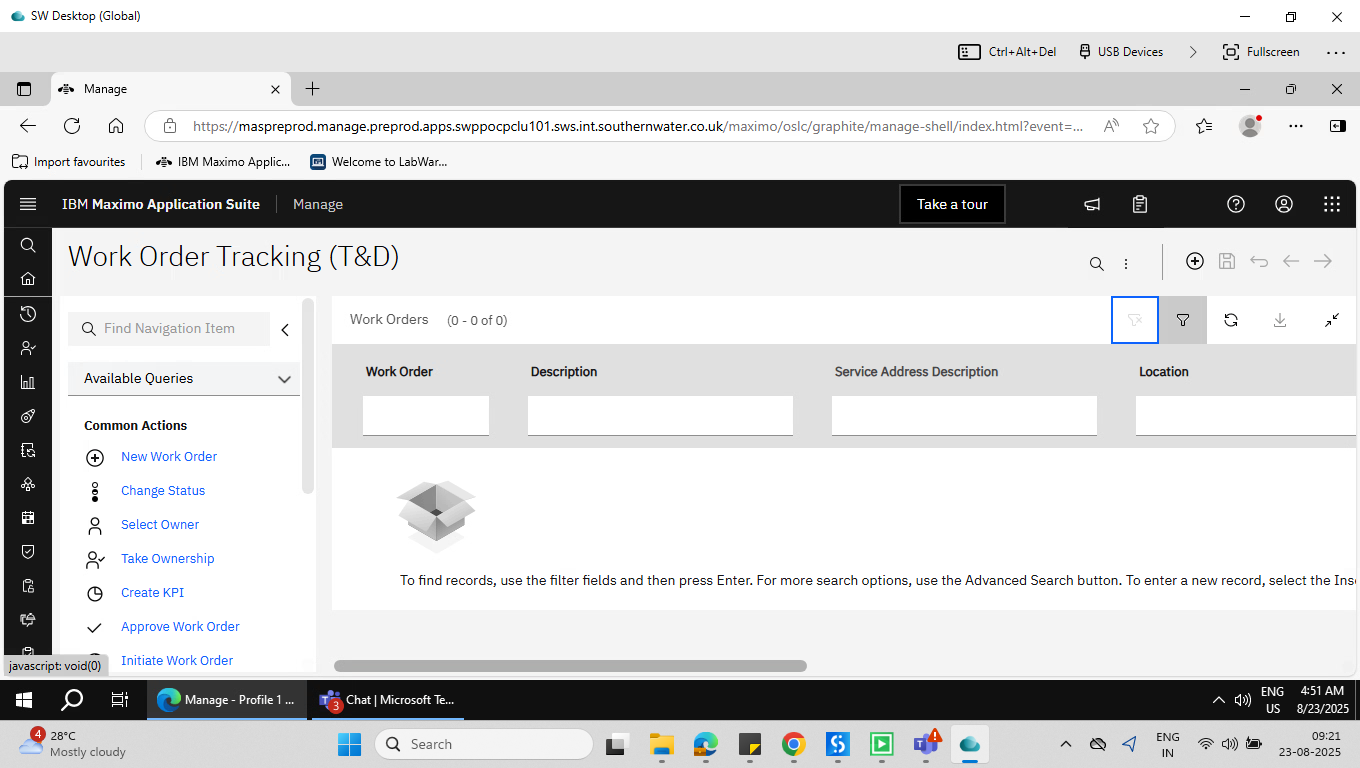 SW Desktop (Global)
Ctrl+Alt+Del
USB Devices
Fullscreen
Manage
https://maspreprod.manage.preprod.apps.swppocpclu101.sws.int.southernwater.co.uk/maximo/oslc/graphite/manage-shell/index.html?event=...
Import favourites
IBM Maximo Applic...
Welcome to LabWar...
IBM Maximo Application Suite
Manage
Take a tour
Work Order Tracking (T&D)
Find Navigation Item
Work Orders
(0 - 0 of 0)
Available Queries
Work Order
Description
Service Address Description
Location
Common Actions
New Work Order
Change Status
Select Owner
Take Ownership
Create KPI
Approve Work Order
Initiate Work Order
To find records, use the filter fields and then press Enter. For more search options, use the Advanced Search button. To enter a new record, select the Inse
javascript: void(0)
Manage - Profile 1 ...
3
Chat | Microsoft Te...
ENG
US
4:51 AM
8/23/2025
4
28°C
Mostly cloudy
Search
ENG
IN
09:21
23-08-2025